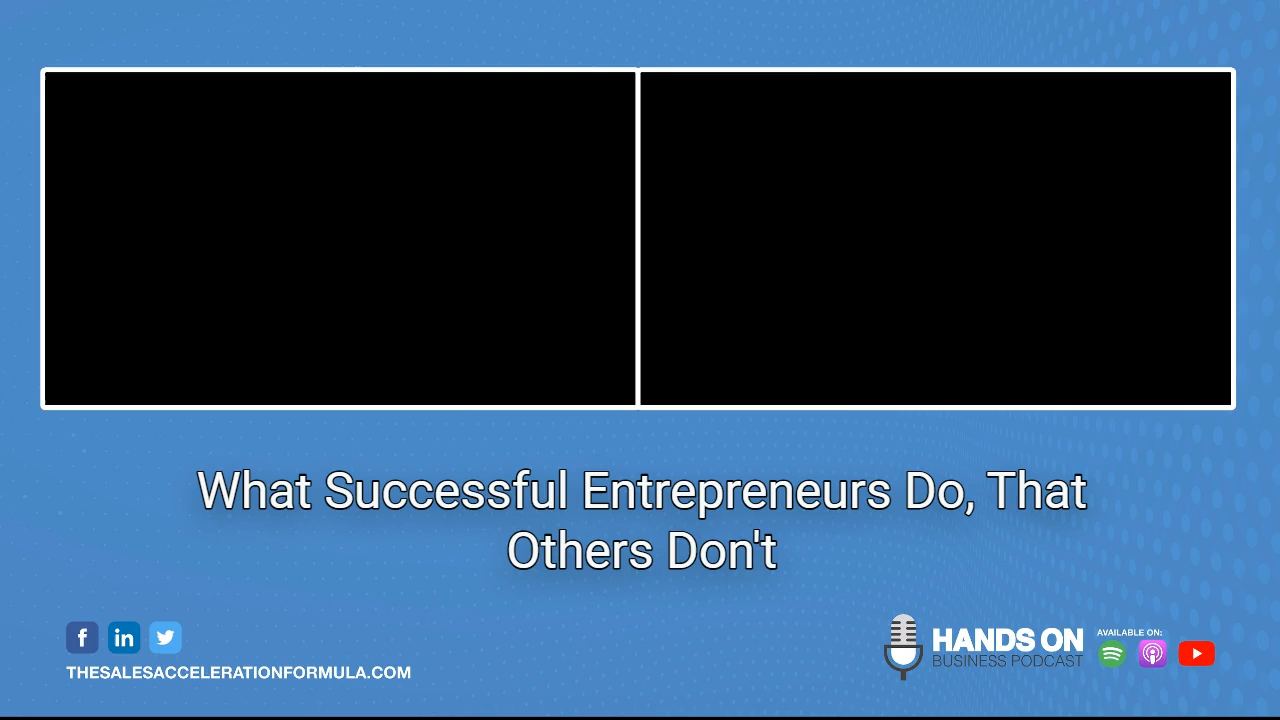 What Successful Entrepreneurs Do, That
Others Don't
THESALESACCELERATIONFORMULA.COM
HANDS ON
BUSINESS PODCAST
AVAILABLE ON: